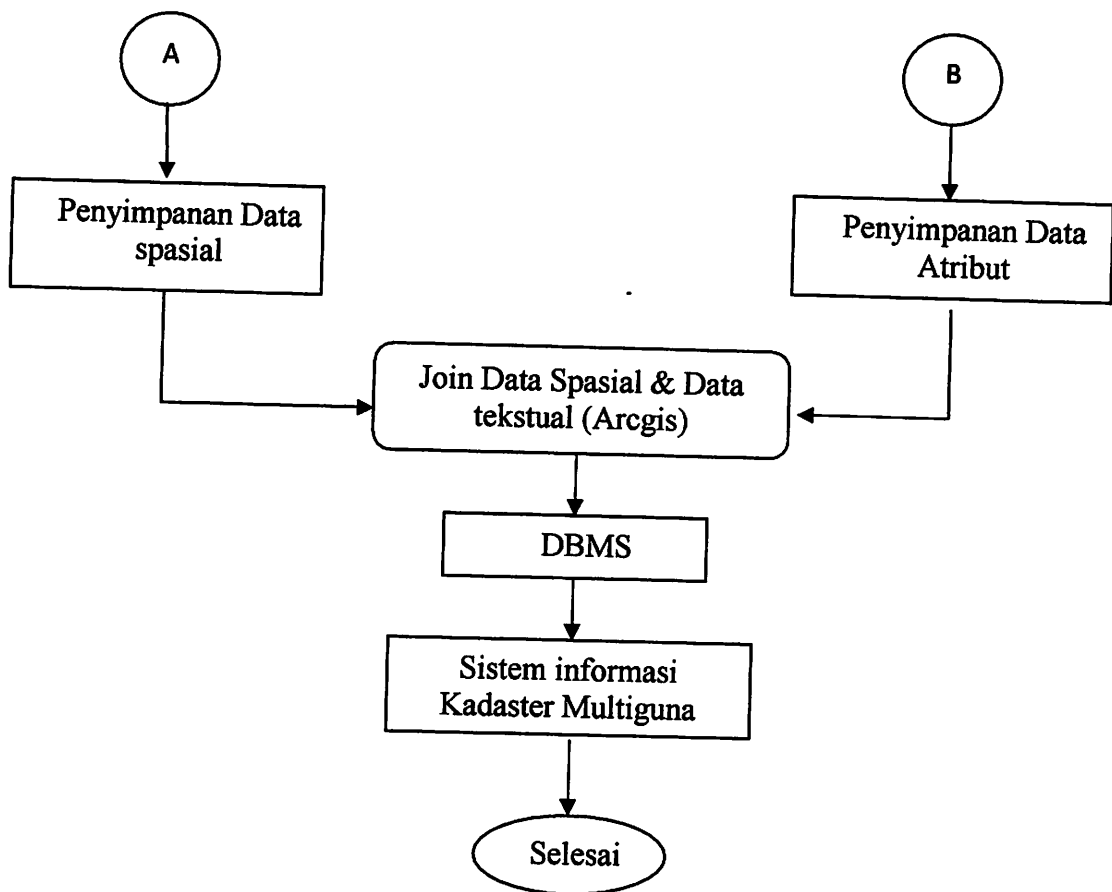 A
B
Penyimpanan Data
spasial
Penyimpanan Data
Atribut
Join Data Spasial & Data
tekstual (Arcgis)
DBMS
Sistem informasi
Kadaster Multiguna
Selesai